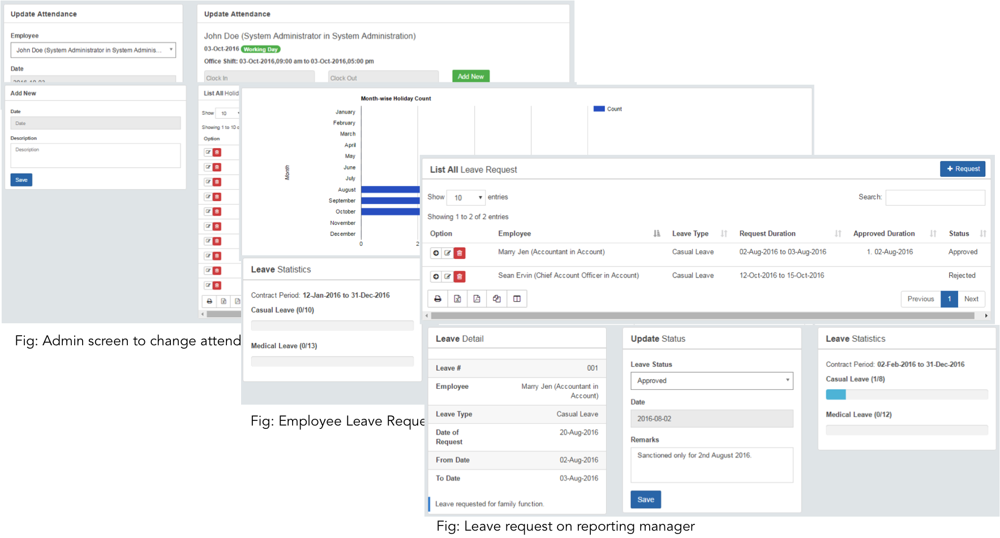 Update Attendance
Employee
John Doe (System Administrator in System Adminis...
Date
Update Attendance
John Doe (System Administrator in System Administration)
03-Oct-2016 Working Day
Office Shift: 03-Oct-2016,09:00 am to 03-Oct-2016,05:00 pm
Clock In Clock Out Add New
Add New
Date
Date
Description
Description
Save
List All Holid
Show 10
Showing 1 to 10 o
Option
Fig: Admin screen to change attend
Month-wise Holiday Count
Count
Month
January
February
March
April
May
June
July
August
September
October
November
December
0 2
Leave Statistics
Contract Period: 12-Jan-2016 to 31-Dec-2016
Casual Leave (0/10)
Medical Leave (0/13)
Fig: Employee Leave Reque
List All Leave Request
+ Request
Show 10 entries
Search:
Showing 1 to 2 of 2 entries
Option Employee Leave Type Request Duration Approved Duration Status
Marry Jen (Accountant in Account) Casual Leave 02-Aug-2016 to 03-Aug-2016 1. 02-Aug-2016 Approved
Sean Ervin (Chief Account Officer in Account) Casual Leave 12-Oct-2016 to 15-Oct-2016 Rejected
Previous 1 Next
Leave Detail
Leave # 001
Employee Marry Jen (Accountant in
Account)
Leave Type Casual Leave
Date of 20-Aug-2016
Request
From Date 02-Aug-2016
To Date 03-Aug-2016
Leave requested for family function.
Update Status
Leave Status
Approved
Date
2016-08-02
Remarks
Sanctioned only for 2nd August 2016.
Save
Leave Statistics
Contract Period: 02-Feb-2016 to 31-Dec-2016
Casual Leave (1/8)
Medical Leave (0/12)
Fig: Leave request on reporting manager